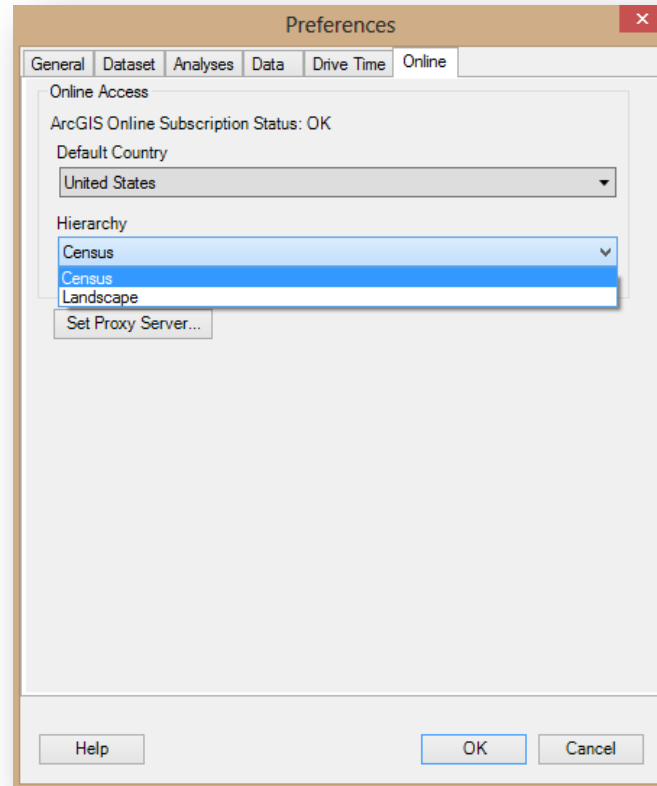 Preferences
General Dataset Analyses Data Drive Time Online
Online Access
ArcGIS Online Subscription Status: OK
Default Country
United States
Hierarchy
Census
Census
Landscape
Set Proxy Server...
Help OK Cancel